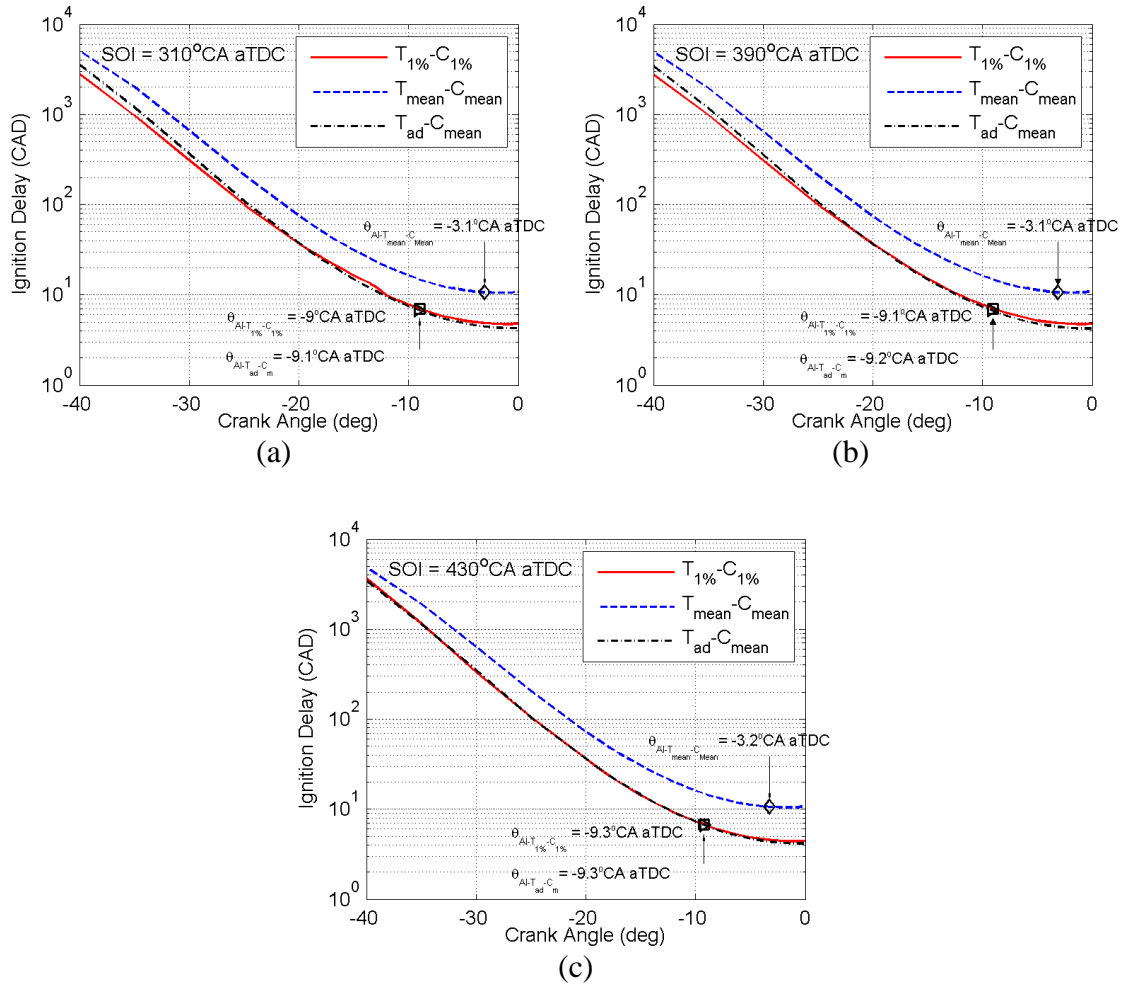 SOI = 310°CA aTDC
T1%-C1%
Tmean-Cmean
Tad-Cmean
Ignition Delay (CAD)
10^4
10^3
10^2
10^1
10^0
θAI-Tmean-CMean = -3.1°CA aTDC
θAI-T1%-C1% = -9°CA aTDC
θAI-Tad-Cm = -9.1°CA aTDC
-40 -30 -20 -10 0
Crank Angle (deg)
(a)
SOI = 390°CA aTDC
T1%-C1%
Tmean-Cmean
Tad-Cmean
Ignition Delay (CAD)
10^4
10^3
10^2
10^1
10^0
θAI-Tmean-CMean = -3.1°CA aTDC
θAI-T1%-C1% = -9.1°CA aTDC
θAI-Tad-Cm = -9.2°CA aTDC
-40 -30 -20 -10 0
Crank Angle (deg)
(b)
SOI = 430°CA aTDC
T1%-C1%
Tmean-Cmean
Tad-Cmean
Ignition Delay (CAD)
10^4
10^3
10^2
10^1
10^0
θAI-Tmean-CMean = -3.2°CA aTDC
θAI-T1%-C1% = -9.3°CA aTDC
θAI-Tad-Cm = -9.3°CA aTDC
-40 -30 -20 -10 0
Crank Angle (deg)
(c)